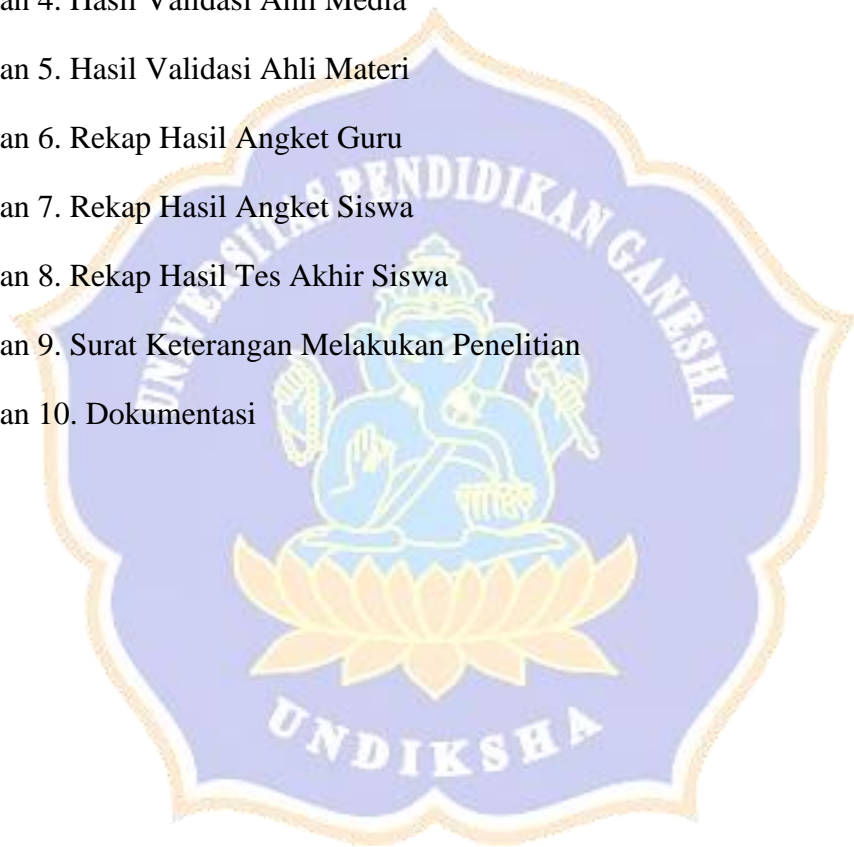 an 4. Hasil Validasi Ahli Media
an 5. Hasil Validasi Ahli Materi
an 6. Rekap Hasil Angket Guru
an 7. Rekap Hasil Angket Siswa
an 8. Rekap Hasil Tes Akhir Siswa
an 9. Surat Keterangan Melakukan Penelitian
an 10. Dokumentasi
UNIVERSITAS PENDIDIKAN GANESHA
UNDIKSHA